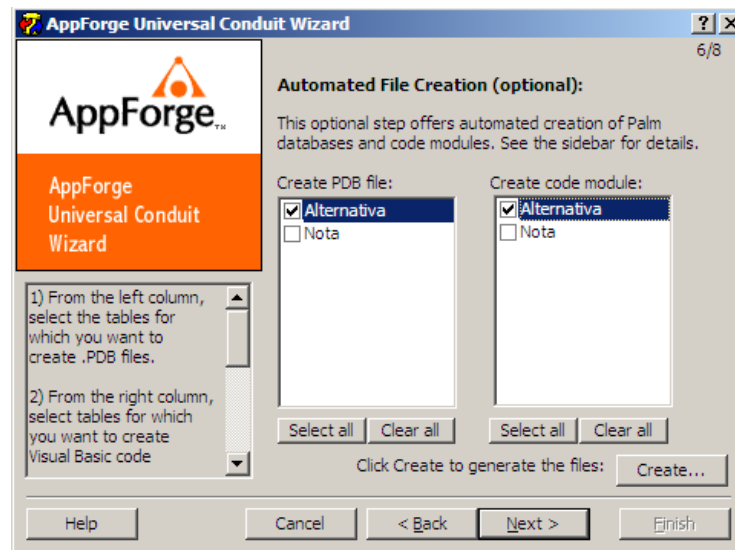 AppForge Universal Conduit Wizard
6/8
AppForge™
AppForge
Universal Conduit
Wizard
1) From the left column,
select the tables for
which you want to
create .PDB files.
2) From the right column,
select tables for which
you want to create
Visual Basic code
Automated File Creation (optional):
This optional step offers automated creation of Palm
databases and code modules. See the sidebar for details.
Create PDB file:
Alternativa
Nota
Select all
Clear all
Create code module:
Alternativa
Nota
Select all
Clear all
Click Create to generate the files:
Create...
Help
Cancel
< Back
Next >
Finish